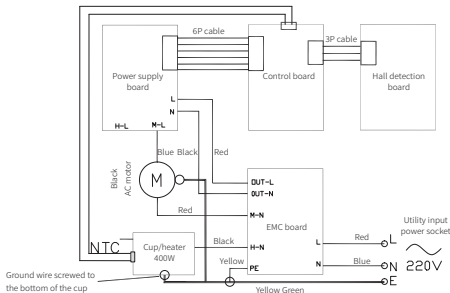 6P cable
3P cable
Power supply
board
Control board
Hall detection
board
L
N
H-L
M-L
Blue
Black
Red
Black
AC motor
M
OUT-L
OUT-N
Red
M-N
EMC board
Utility input
power socket
NTC
Cup/heater
400W
Black
H-N
L
Red
L
Yellow
PE
N
Blue
N
220V
E
Ground wire screwed to
the bottom of the cup
Yellow Green